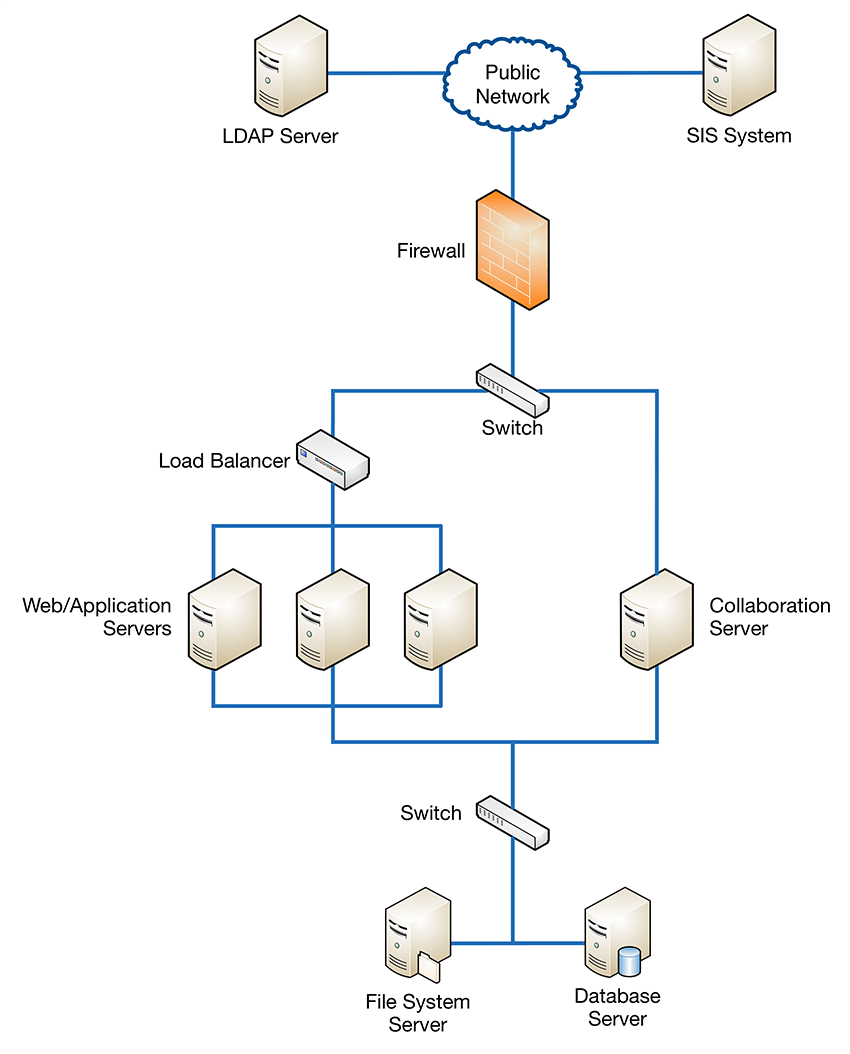 Public
Network
LDAP Server
SIS System
Firewall
Switch
Load Balancer
Web/Application
Servers
Collaboration
Server
Switch
File System
Server
Database
Server